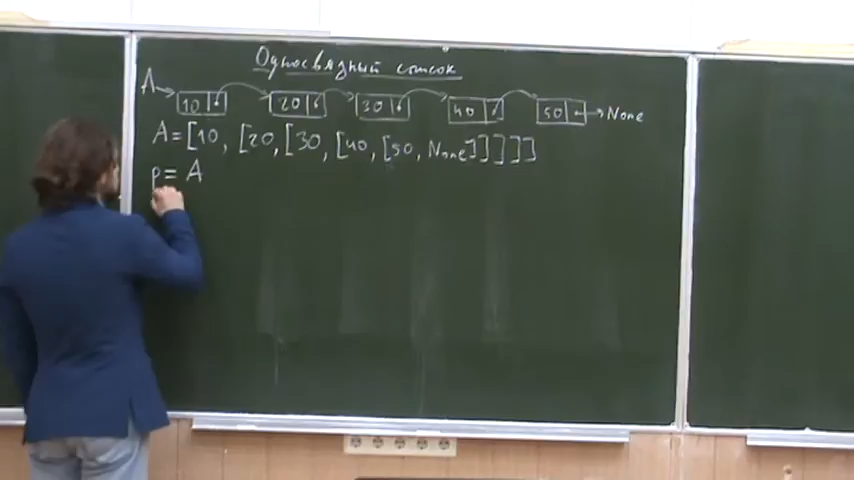 Односвязный список
A → 10 20 30 40 50 → None
A = [10, [20, [30, [40, [50, None]]]]]
p = A